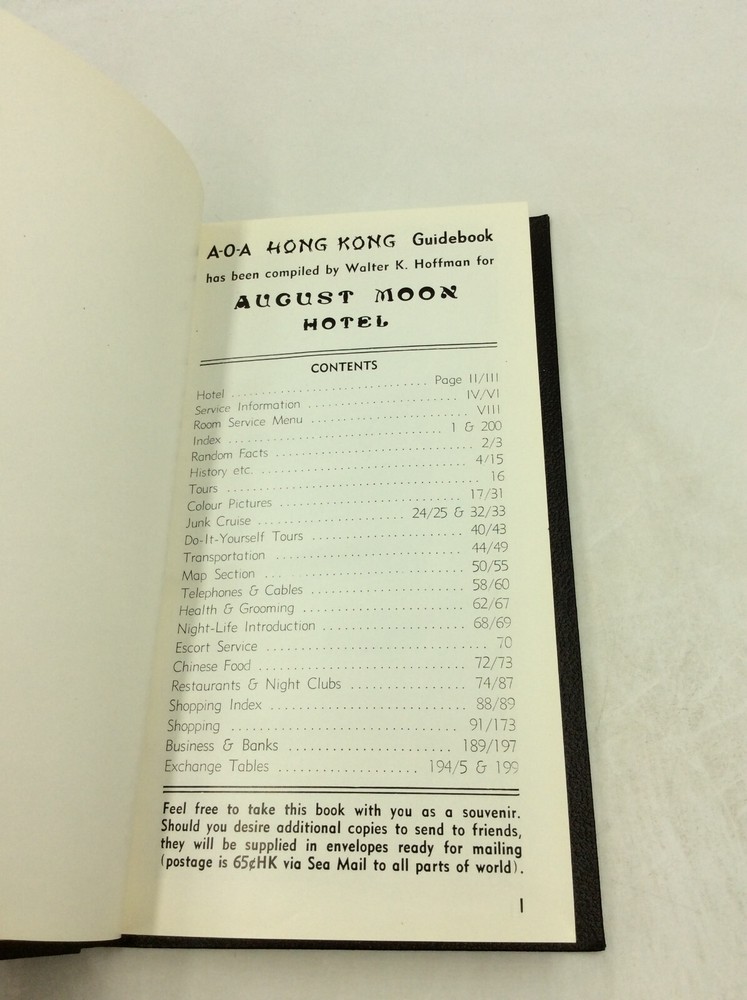 A-O-A HONG KONG Guidebook
has been compiled by Walter K. Hoffman for
AUGUST MOON
HOTEL
CONTENTS
Hotel .......................... Page II/III
Service Information .................... IV/VI
Room Service Menu .................... VIII
Index .......................... 1 & 200
Random Facts .......................... 2/3
History etc. .......................... 4/15
Tours .......................... 16
Colour Pictures .......................... 17/31
Junk Cruise .................. 24/25 & 32/33
Do-It-Yourself Tours .................... 40/43
Transportation .......................... 44/49
Map Section ... .................... 50/55
Telephones & Cables .................... 58/60
Health & Grooming .................... 62/67
Night-Life Introduction .................. 68/69
Escort Service .......................... 70
Chinese Food .......................... 72/73
Restaurants & Night Clubs ............... 74/87
Shopping Index ........................ 88/89
Shopping .......................... 91/173
Business & Banks .................... 189/197
Exchange Tables .................. 194/5 & 199
Feel free to take this book with you as a souvenir.
Should you desire additional copies to send to friends,
they will be supplied in envelopes ready for mailing
(postage is 65¢HK via Sea Mail to all parts of world).
1